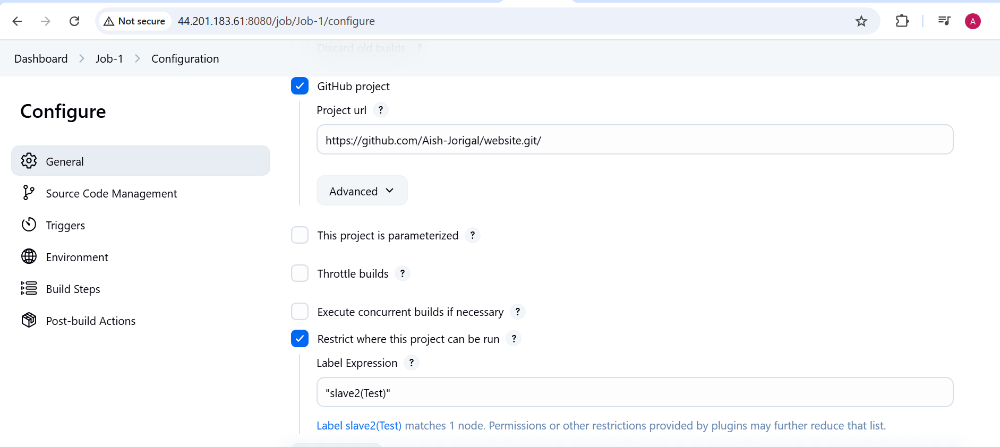 Not secure
44.201.183.61:8080/job/Job-1/configure
A
Dashboard
Job-1
Configuration
Discard old builds ?
Configure
General
Source Code Management
Triggers
Environment
Build Steps
Post-build Actions
GitHub project
Project url ?
https://github.com/Aish-Jorigal/website.git/
Advanced
This project is parameterized ?
Throttle builds ?
Execute concurrent builds if necessary ?
Restrict where this project can be run ?
Label Expression ?
"slave2(Test)"
Label slave2(Test) matches 1 node. Permissions or other restrictions provided by plugins may further reduce that list.